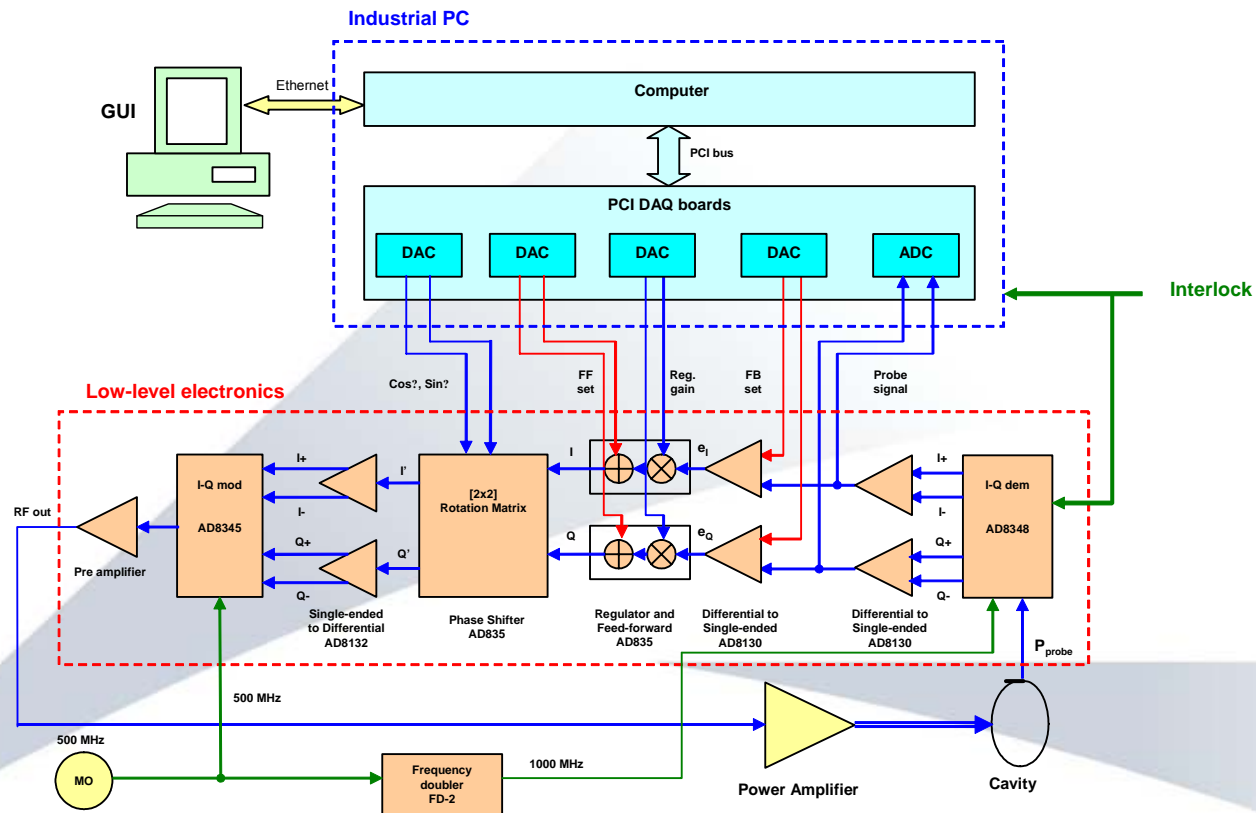 Industrial PC
GUI
Ethernet
Computer
PCI bus
PCI DAQ boards
DAC
DAC
DAC
DAC
ADC
Interlock
Low-level electronics
Cos?, Sin?
FF
set
Reg.
gain
FB
set
Probe
signal
RF out
Pre amplifier
I-Q mod
AD8345
I+
I-
Q+
Q-
I'
Q'
Single-ended
to Differential
AD8132
[2x2]
Rotation Matrix
Phase Shifter
AD835
I
Q
Regulator and
Feed-forward
AD835
eI
eQ
Differential to
Single-ended
AD8130
Differential to
Single-ended
AD8130
I+
I-
Q+
Q-
I-Q dem
AD8348
Pprobe
500 MHz
500 MHz
MO
Frequency
doubler
FD-2
1000 MHz
Power Amplifier
Cavity